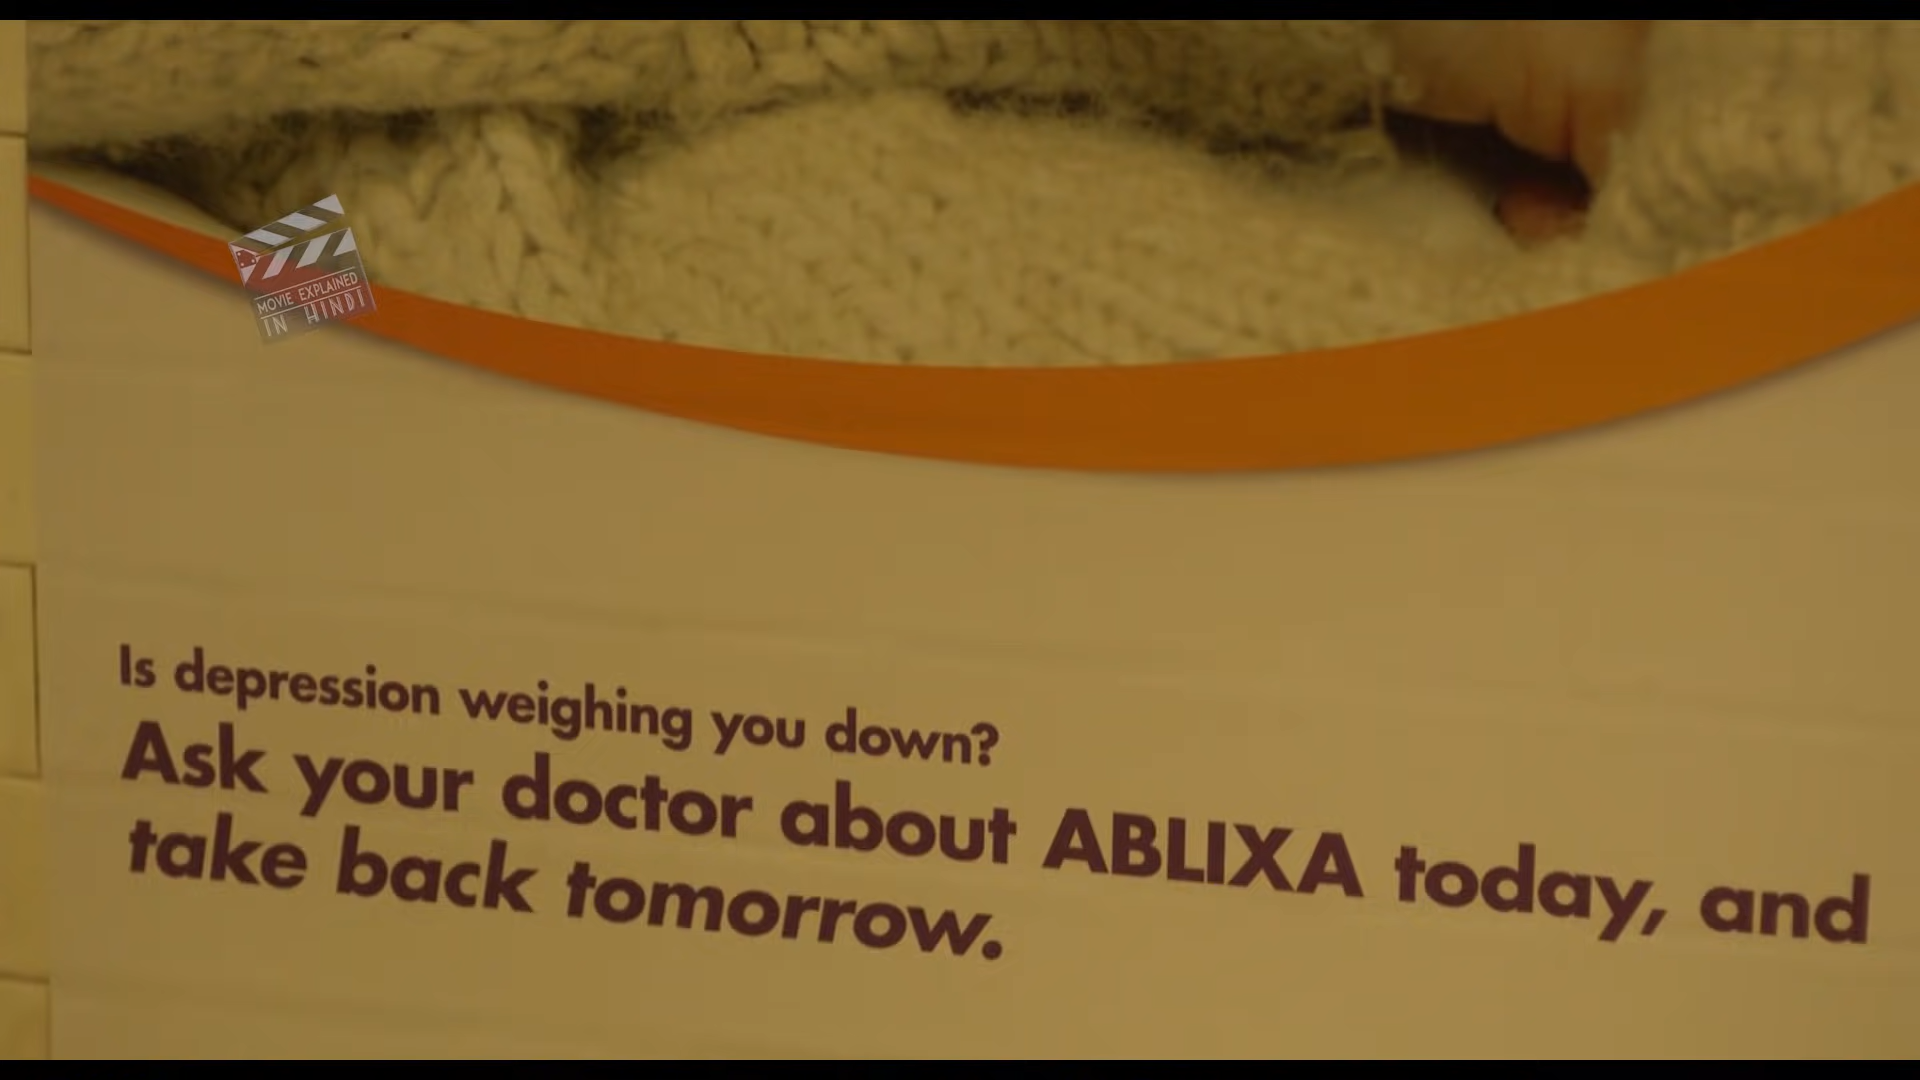 MOVIE EXPLAINED
IN HINDI
Is depression weighing you down?
Ask your doctor about ABLIXA today, and
take back tomorrow.